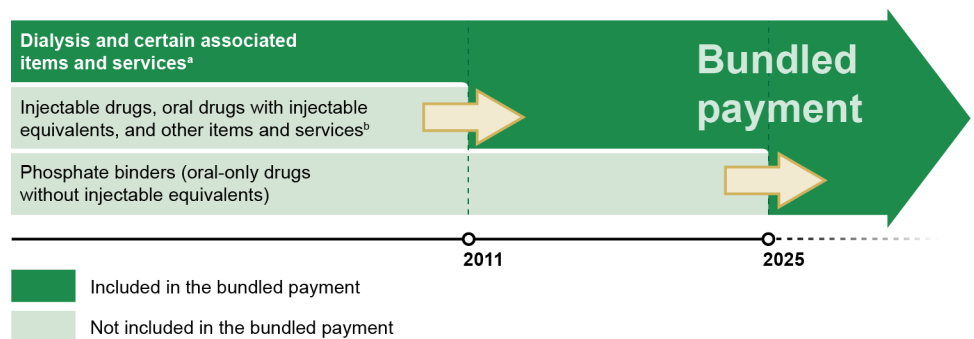 Dialysis and certain associated
items and servicesᵃ
Bundled
payment
Injectable drugs, oral drugs with injectable
equivalents, and other items and servicesᵇ
Phosphate binders (oral-only drugs
without injectable equivalents)
2011
2025
Included in the bundled payment
Not included in the bundled payment